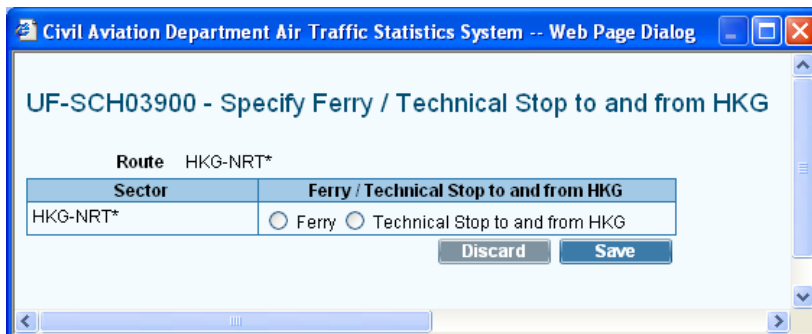 Civil Aviation Department Air Traffic Statistics System -- Web Page Dialog
UF-SCH03900 - Specify Ferry / Technical Stop to and from HKG
Route HKG-NRT*
Sector Ferry / Technical Stop to and from HKG
HKG-NRT* Ferry Technical Stop to and from HKG
Discard Save